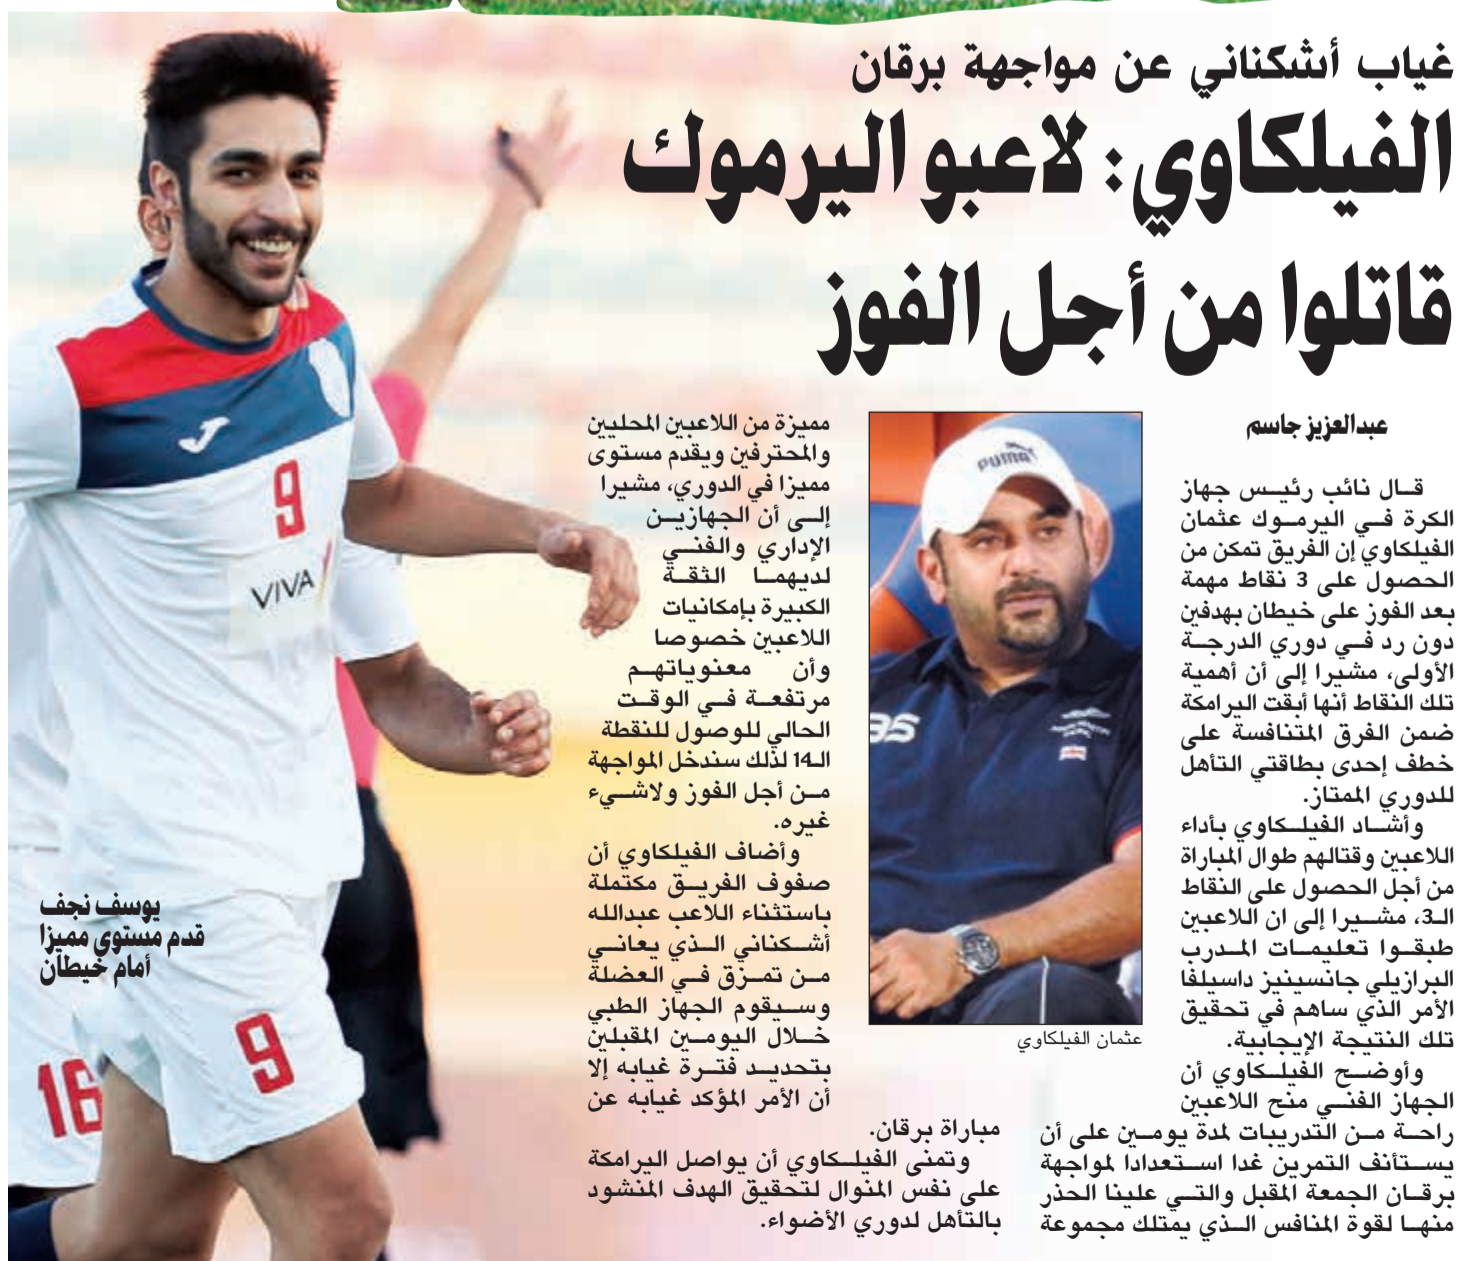 غياب أشكناني عن مواجهة برقان
الفيلكاوي: لاعبو اليرموك
قاتلوا من أجل الفوز
عبدالعزيز جاسم
قال نائب رئيس جهاز
الكرة في اليرموك عثمان
الفيلكاوي إن الفريق تمكن من
الحصول على 3 نقاط مهمة
بعد الفوز على خيطان بهدفين
دون رد في دوري الدرجة
الأولى، مشيرا إلى أن أهمية
تلك النقاط أنها أبقت اليرامكة
ضمن الفرق المتنافسة على
خطف إحدى بطاقتي التأهل
للدوري الممتاز.
وأشاد الفيلكاوي بأداء
اللاعبين وقتالهم طوال المباراة
من أجل الحصول على النقاط
الـ3، مشيرا إلى ان اللاعبين
طبقوا تعليمات المدرب
البرازيلي جانسينيز داسيلفا
الأمر الذي ساهم في تحقيق
تلك النتيجة الإيجابية.
وأوضح الفيلكاوي أن
الجهاز الفني منح اللاعبين
راحة من التدريبات لمدة يومين على أن
يستأنف التمرين غدا استعدادا لمواجهة
برقان الجمعة المقبل والتي علينا الحذر
منها لقوة المنافس الذي يمتلك مجموعة
مميزة من اللاعبين المحليين
والمحترفين ويقدم مستوى
مميزا في الدوري، مشيرا
إلى أن الجهازين
الإداري والفني
لديهما الثقة
الكبيرة بإمكانيات
اللاعبين خصوصا
وأن معنوياتهم
مرتفعة في الوقت
الحالي للوصول للنقطة
الـ14 لذلك سندخل المواجهة
من أجل الفوز ولاشيء
غيره.
وأضاف الفيلكاوي أن
صفوف الفريق مكتملة
باستثناء اللاعب عبدالله
أشكناني الذي يعاني
من تمزق في العضلة
وسيقوم الجهاز الطبي
خلال اليومين المقبلين
بتحديد فترة غيابه إلا
أن الأمر المؤكد غيابه عن
مباراة برقان.
وتمنى الفيلكاوي أن يواصل اليرامكة
على نفس المنوال لتحقيق الهدف المنشود
بالتأهل لدوري الأضواء.
عثمان الفيلكاوي
يوسف نجف
قدم مستوى مميزا
أمام خيطان
9
VIVA
9
16
PUMA